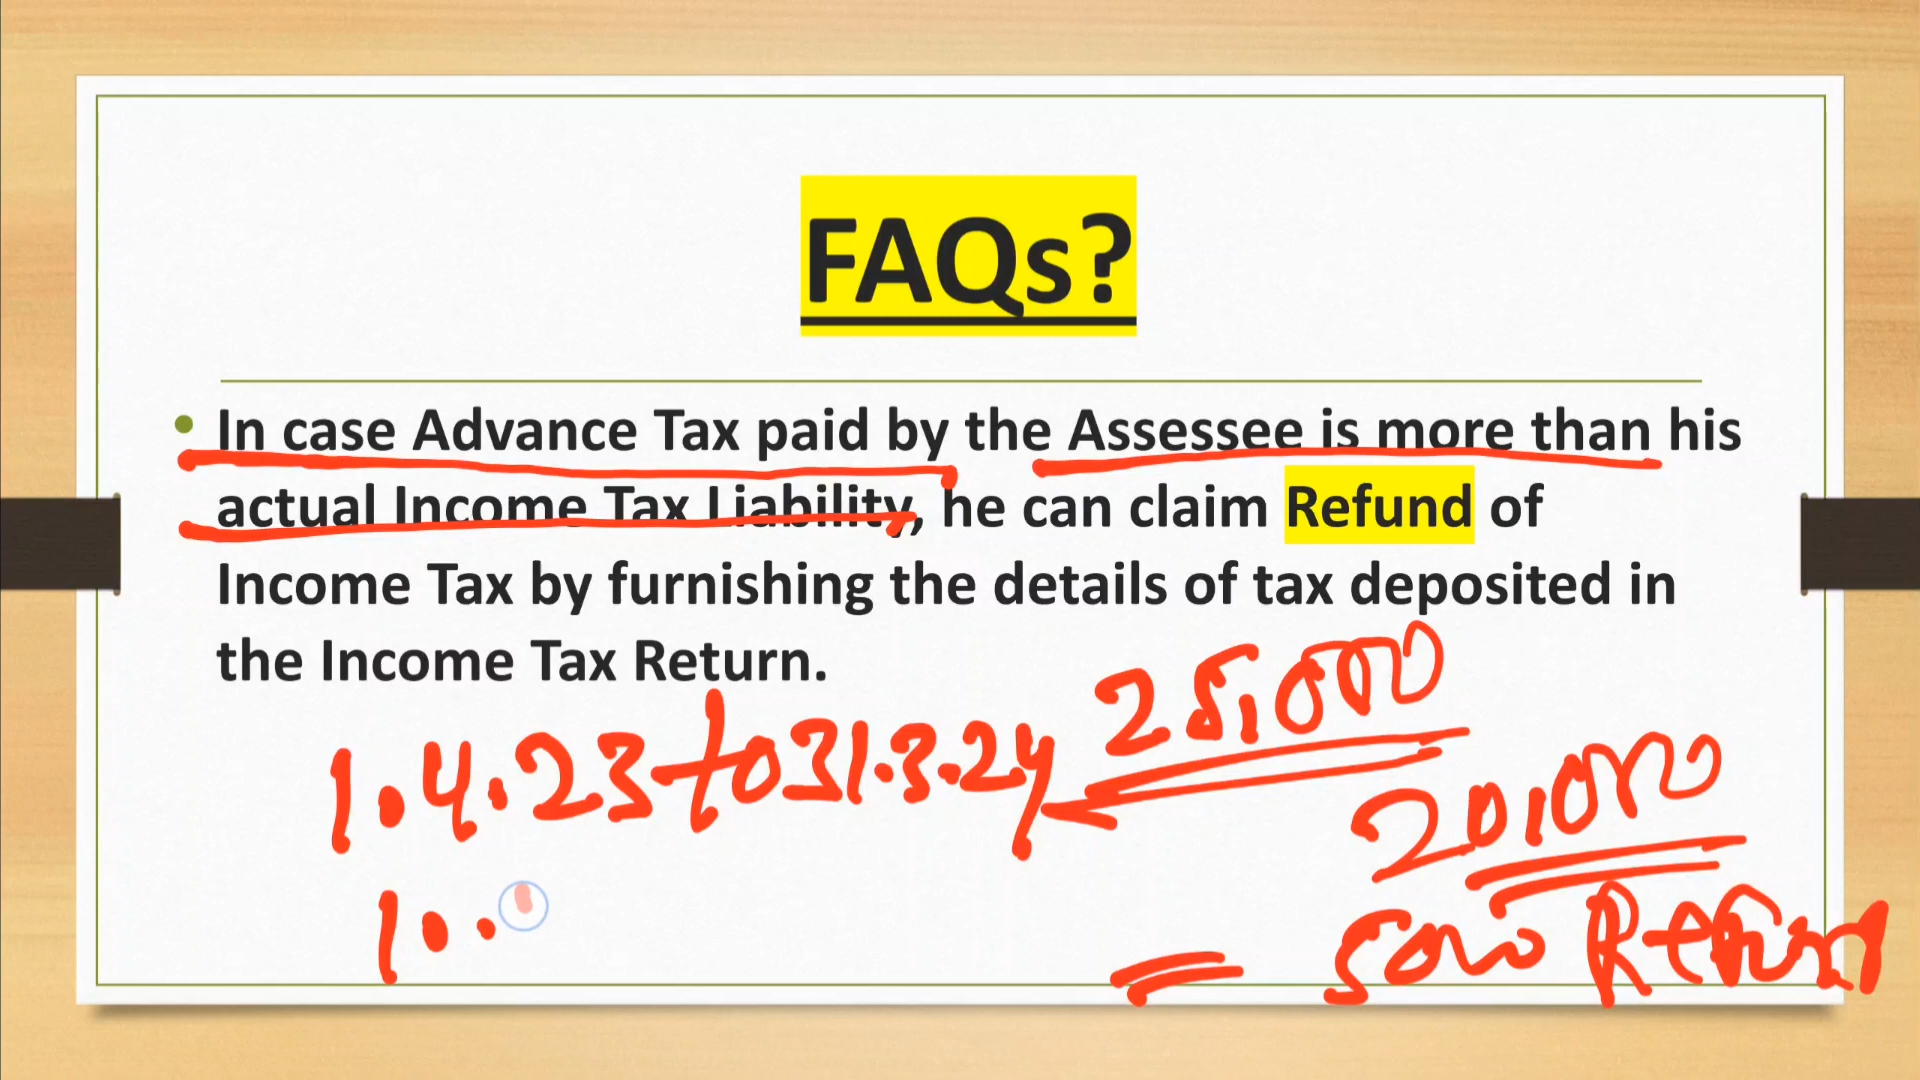 FAQs?
• In case Advance Tax paid by the Assessee is more than his
actual Income Tax Liability, he can claim Refund of
Income Tax by furnishing the details of tax deposited in
the Income Tax Return.
25,000
1.4.23 to 31.3.24
20,000
1..
= 5000 Refund